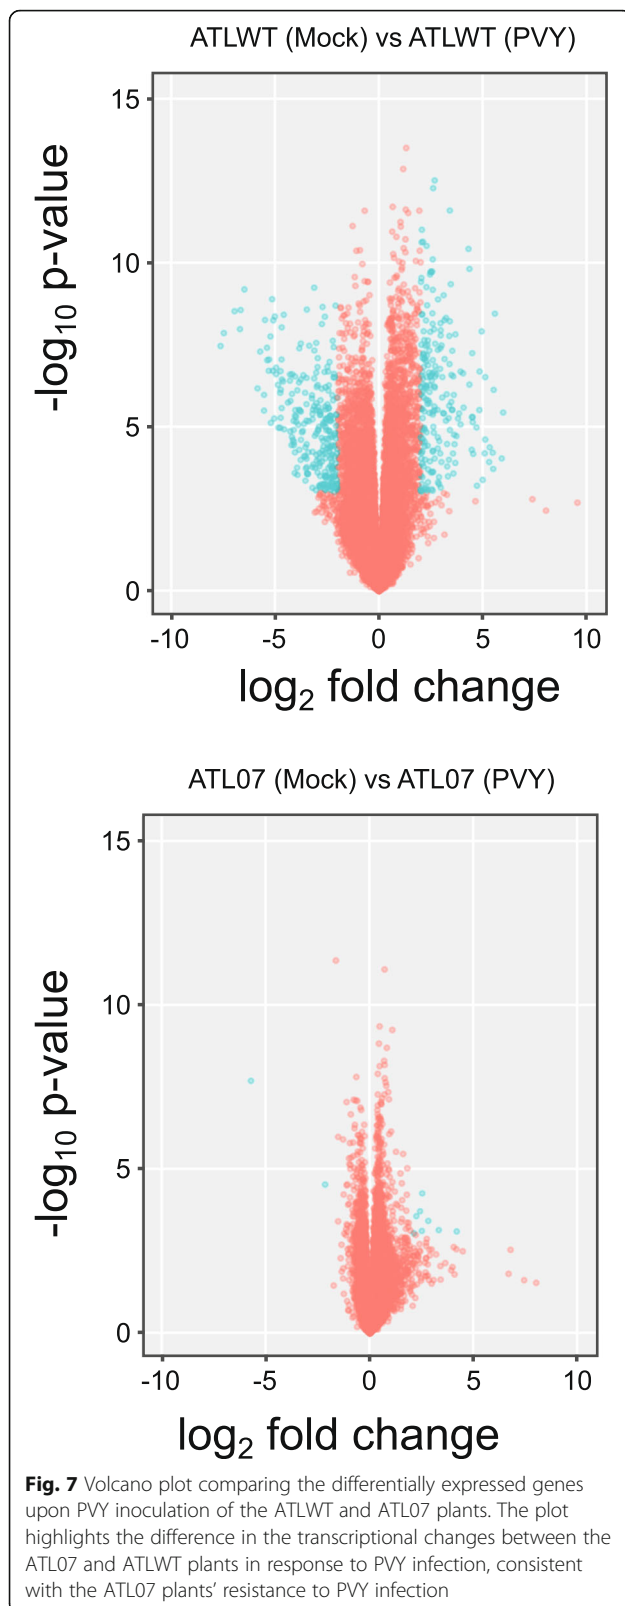 ATLWT (Mock) vs ATLWT (PVY)
15
10
5
0
-log10 p-value
-10 -5 0 5 10
log2 fold change
ATL07 (Mock) vs ATL07 (PVY)
15
10
5
0
-log10 p-value
-10 -5 0 5 10
log2 fold change
Fig. 7 Volcano plot comparing the differentially expressed genes
upon PVY inoculation of the ATLWT and ATL07 plants. The plot
highlights the difference in the transcriptional changes between the
ATL07 and ATLWT plants in response to PVY infection, consistent
with the ATL07 plants' resistance to PVY infection